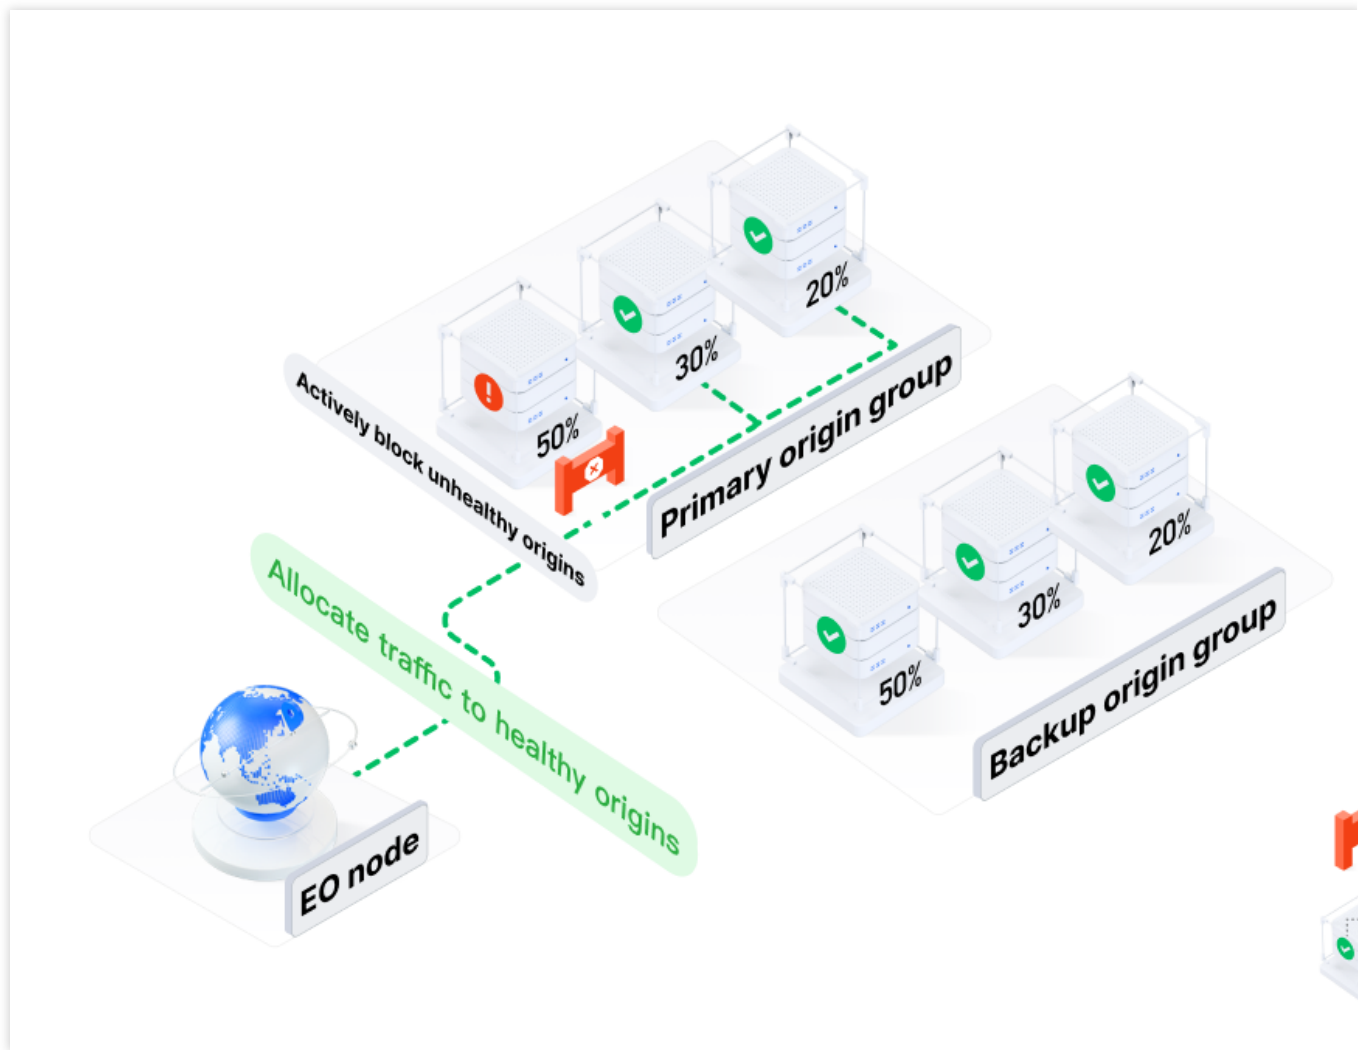 20%
30%
50%
Actively block unhealthy origins
Primary origin group
20%
30%
50%
Backup origin group
Allocate traffic to healthy origins
EO node